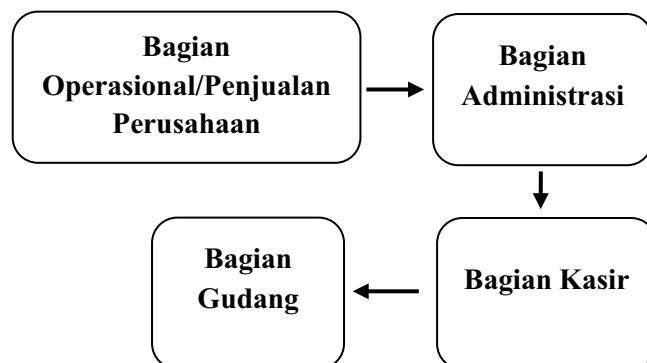 Bagian
Operasional/Penjualan
Perusahaan
Bagian
Administrasi
Bagian Kasir
Bagian
Gudang